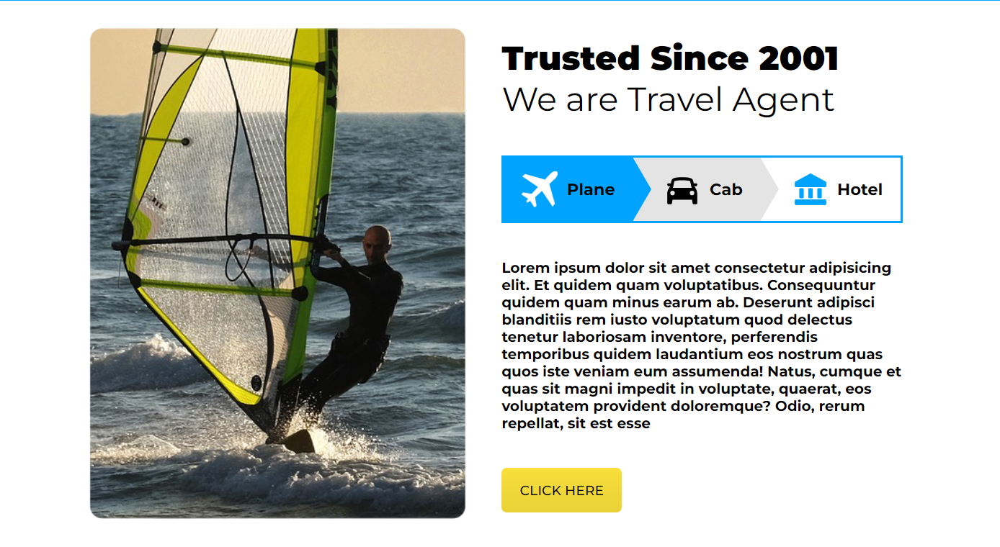 Trusted Since 2001
We are Travel Agent
Plane
Cab
Hotel
Lorem ipsum dolor sit amet consectetur adipisicing
elit. Et quidem quam voluptatibus. Consequuntur
quidem quam minus earum ab. Deserunt adipisci
blanditiis rem iusto voluptatum quod delectus
tenetur laboriosam inventore, perferendis
temporibus quidem laudantium eos nostrum quas
quos iste veniam eum assumenda! Natus, cumque et
quas sit magni impedit in voluptate, quaerat, eos
voluptatem provident doloremque? Odio, rerum
repellat, sit est esse
CLICK HERE